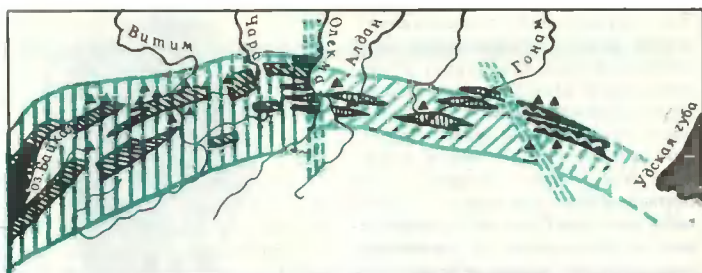 Витим
Чара
Олекма
Алдан
Гонам
оз. Байкал
Удская губа